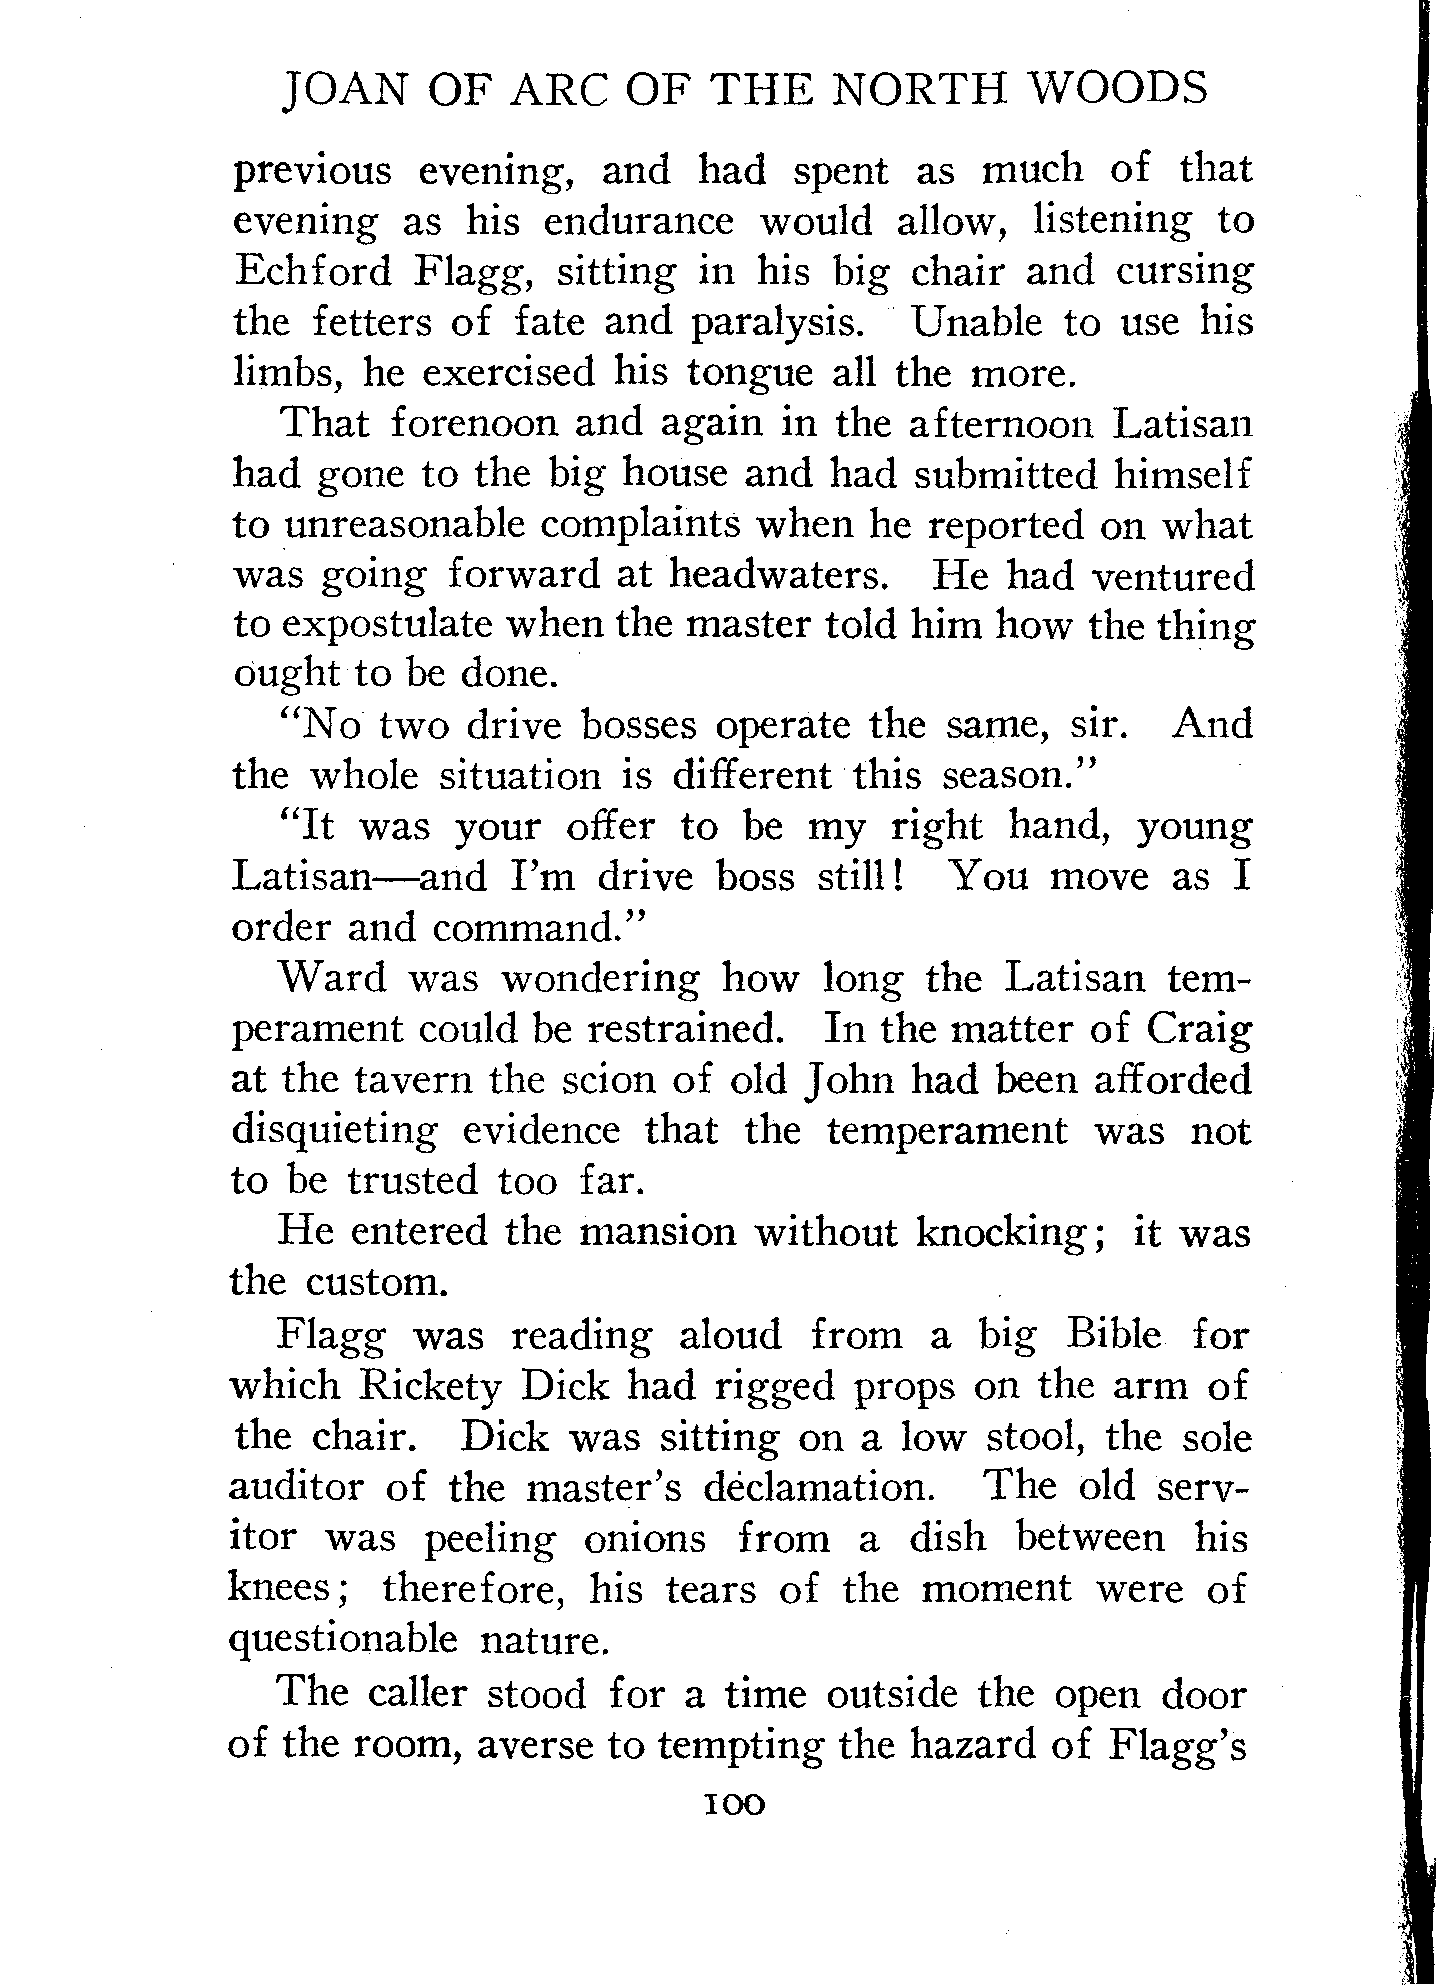 JOAN OF ARC OF THE NORTH WOODS
previous evening, and had spent as much of that
evening as his endurance would allow, listening to
Echford Flagg, sitting in his big chair and cursing
the fetters of fate and paralysis. Unable to use his
limbs, he exercised his tongue all the more.
That forenoon and again in the afternoon Latisan
had gone to the big house and had submitted himself
to unreasonable complaints when he reported on what
was going forward at headwaters. He had ventured
to expostulate when the master told him how the thing
ought to be done.
“No two drive bosses operate the same, sir. And
the whole situation is different this season.”
“It was your offer to be my right hand, young
Latisan—and I’m drive boss still! You move as I
order and command.”
Ward was wondering how long the Latisan tem-
perament could be restrained. In the matter of Craig
at the tavern the scion of old John had been afforded
disquieting evidence that the temperament was not
to be trusted too far.
He entered the mansion without knocking; it was
the custom.
Flagg was reading aloud from a big Bible for
which Rickety Dick had rigged props on the arm of
the chair. Dick was sitting on a low stool, the sole
auditor of the master’s declamation. The old serv-
itor was peeling onions from a dish between his
knees; therefore, his tears of the moment were of
questionable nature.
The caller stood for a time outside the open door
of the room, averse to tempting the hazard of Flagg’s
100